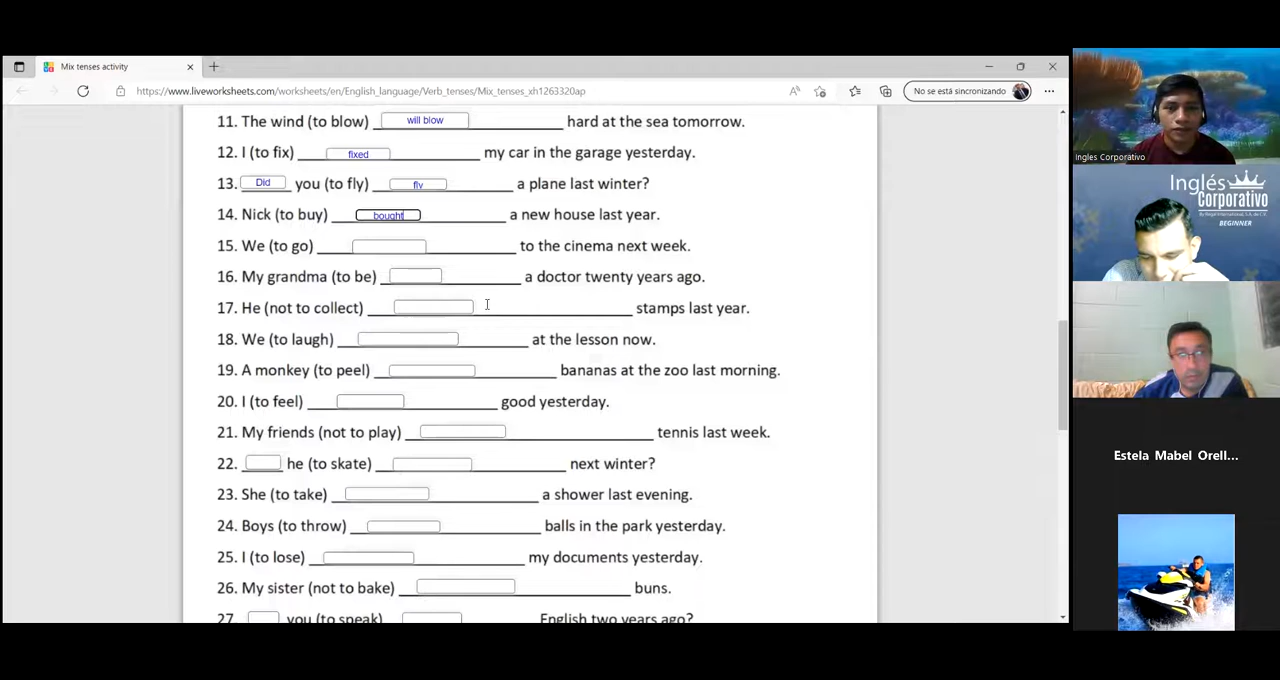 Mix tenses activity
https://www.liveworksheets.com/worksheets/en/English_language/Verb_tenses/Mix_tenses_xh1263320ap
No se está sincronizando
11. The wind (to blow) will blow hard at the sea tomorrow.
12. I (to fix) fixed my car in the garage yesterday.
13. Did you (to fly) fly a plane last winter?
14. Nick (to buy) bought a new house last year.
15. We (to go) to the cinema next week.
16. My grandma (to be) a doctor twenty years ago.
17. He (not to collect) stamps last year.
18. We (to laugh) at the lesson now.
19. A monkey (to peel) bananas at the zoo last morning.
20. I (to feel) good yesterday.
21. My friends (not to play) tennis last week.
22. he (to skate) next winter?
23. She (to take) a shower last evening.
24. Boys (to throw) balls in the park yesterday.
25. I (to lose) my documents yesterday.
26. My sister (not to bake) buns.
27. you (to speak) English two years ago?
Ingles Corporativo
Inglés
Corporativo
By Regal International, S.A. de C.V.
BEGINNER
Estela Mabel Orell...